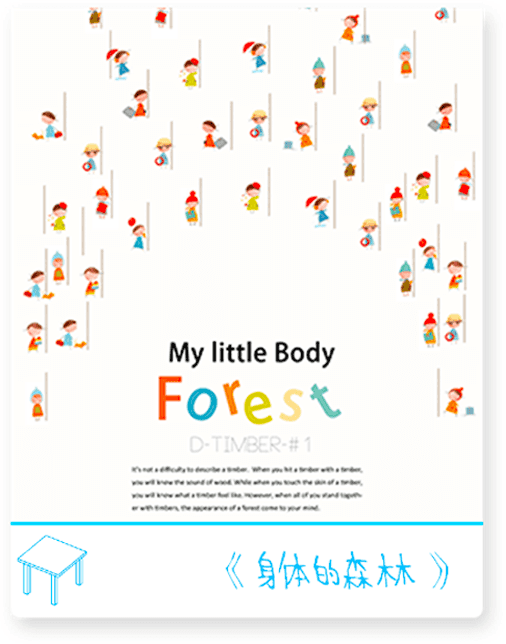 My little Body
Forest
D-TIMBER-#1
It's not a difficulty to describe a timber. When you hit a timber with a timber,
you will know the sound of wood. While when you touch the skin of a timber,
you will know what a timber feel like. However, when all of you stand togeth-
er with timbers, the appearance of a forest come to your mind.
《身体的森林》